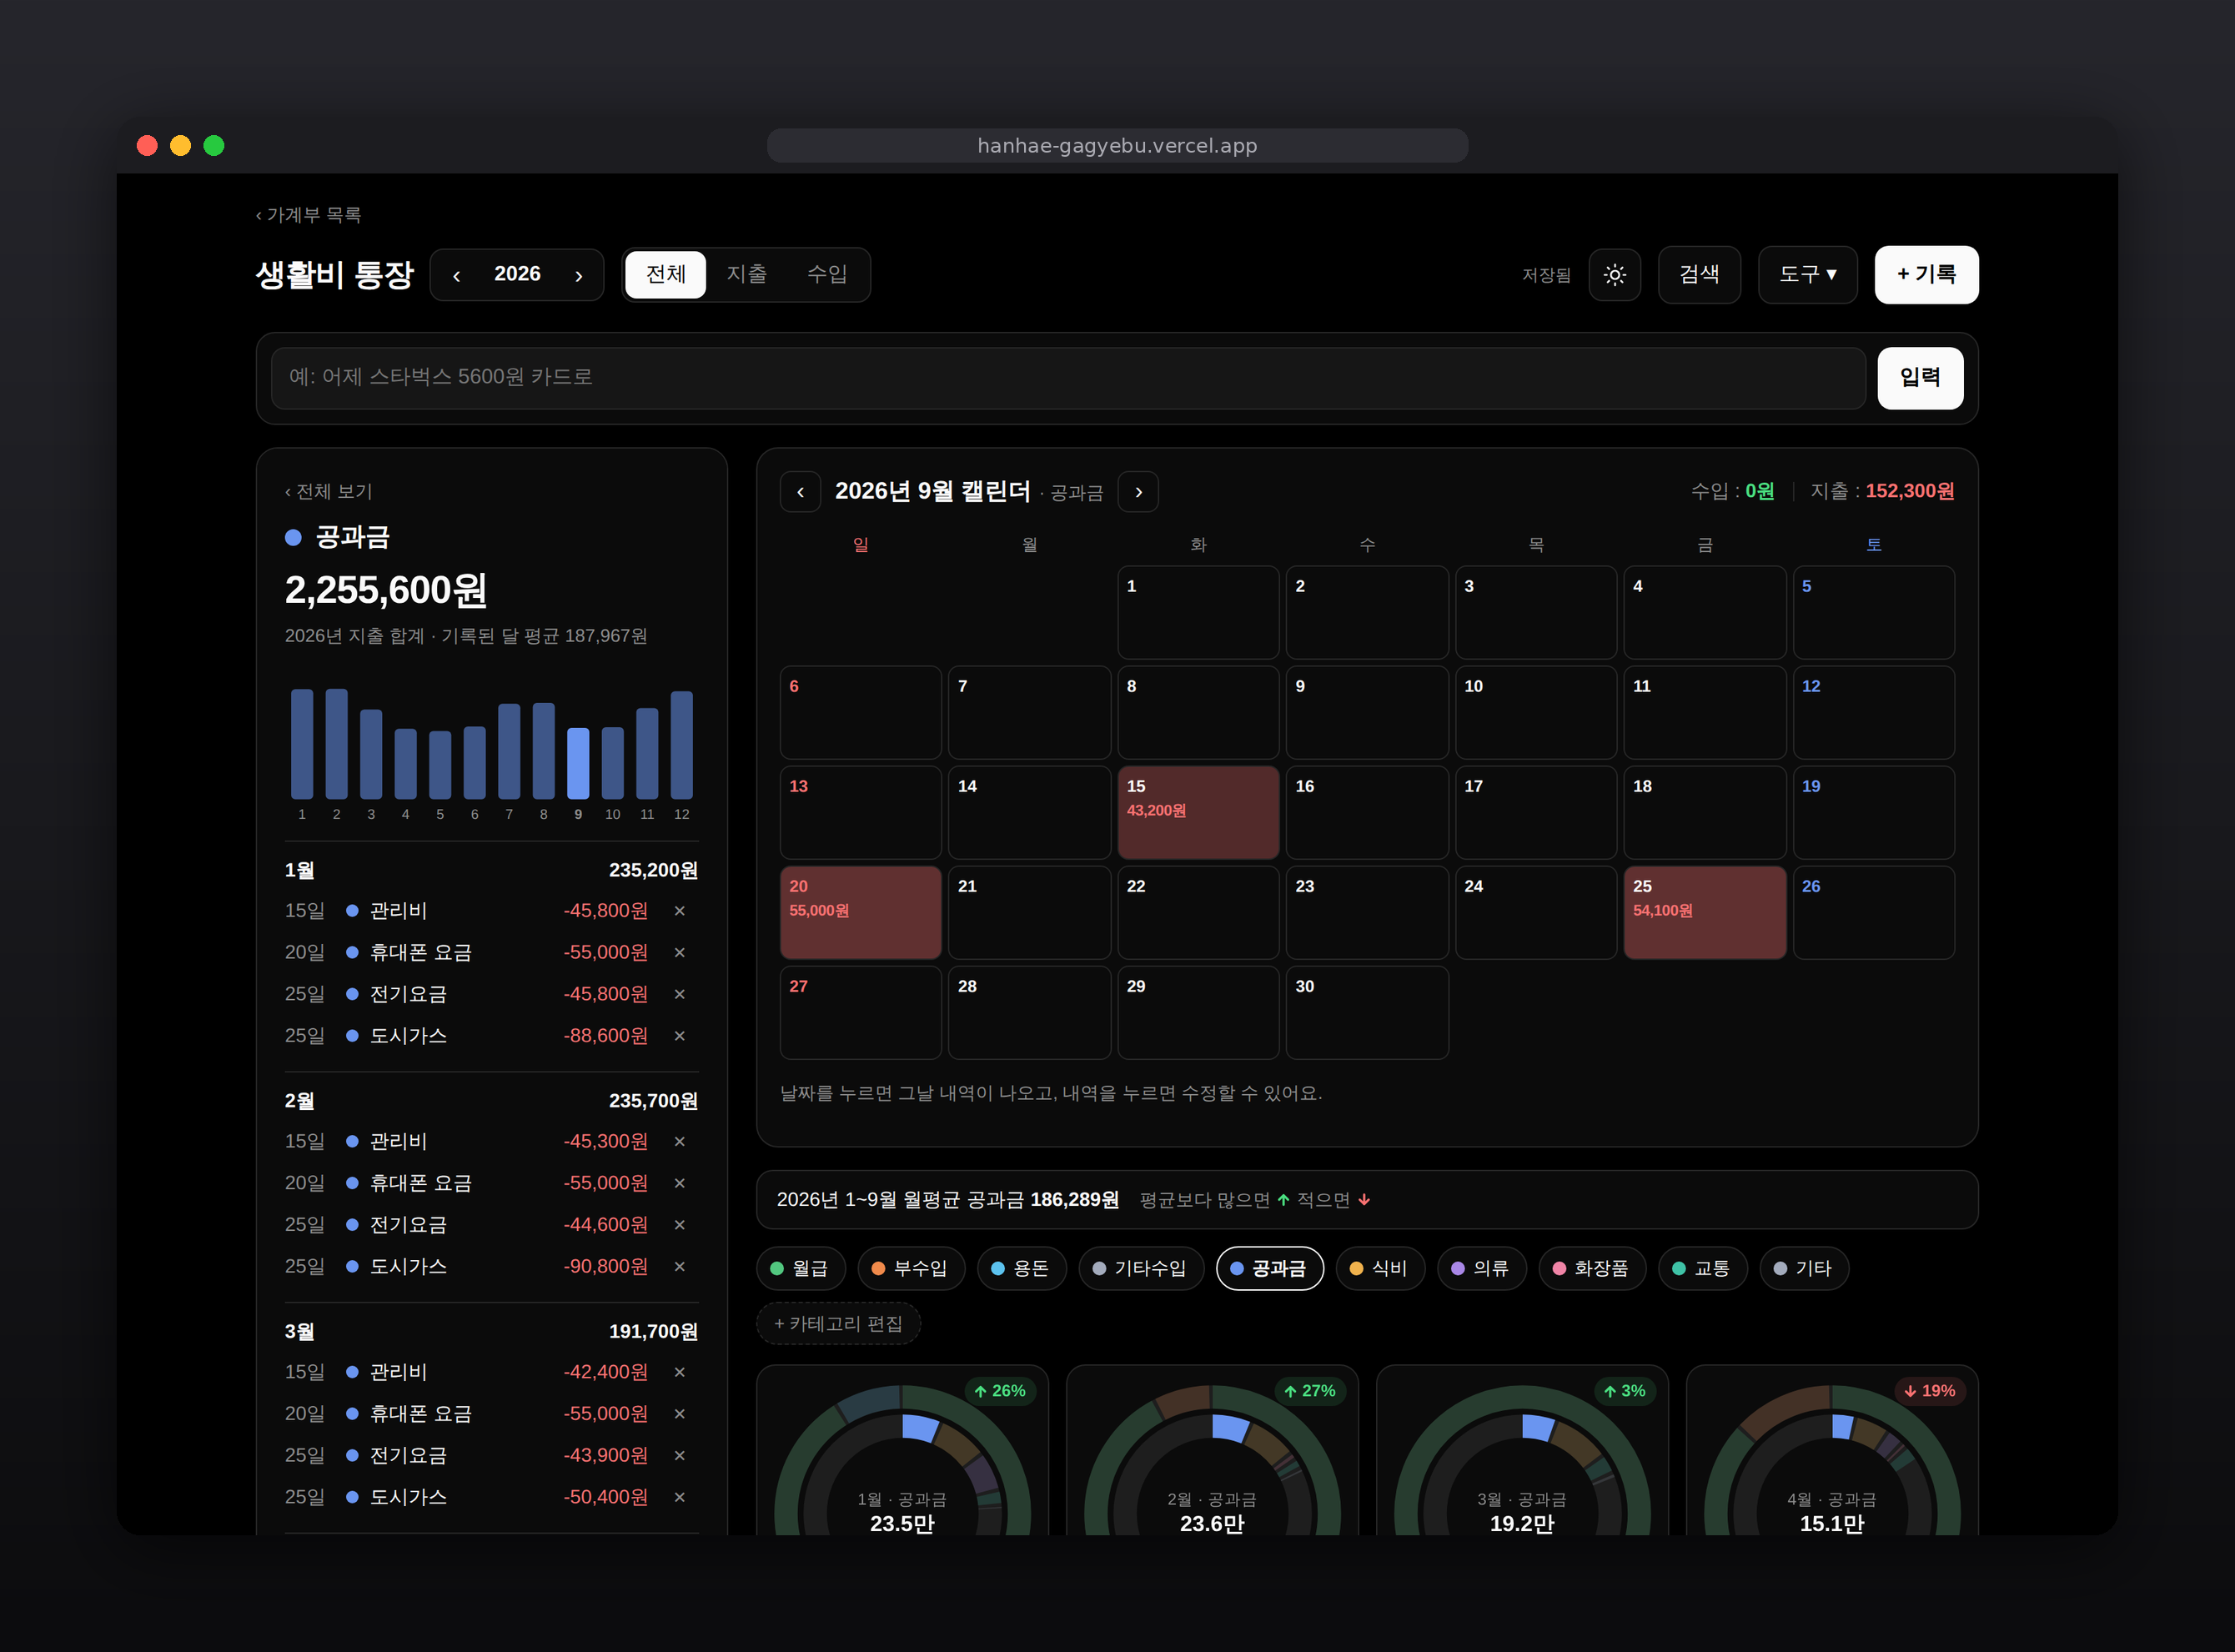 hanhae-gagyebu.vercel.app
‹ 가계부 목록
생활비 통장 ‹ 2026 › 전체 지출 수입 저장됨 검색 도구 ▾ + 기록
예: 어제 스타벅스 5600원 카드로 입력
‹ 전체 보기
공과금
2,255,600원
2026년 지출 합계 · 기록된 달 평균 187,967원
1 2 3 4 5 6 7 8 9 10 11 12
1월 235,200원
15일 관리비 -45,800원 ×
20일 휴대폰 요금 -55,000원 ×
25일 전기요금 -45,800원 ×
25일 도시가스 -88,600원 ×
2월 235,700원
15일 관리비 -45,300원 ×
20일 휴대폰 요금 -55,000원 ×
25일 전기요금 -44,600원 ×
25일 도시가스 -90,800원 ×
3월 191,700원
15일 관리비 -42,400원 ×
20일 휴대폰 요금 -55,000원 ×
25일 전기요금 -43,900원 ×
25일 도시가스 -50,400원 ×
‹ 2026년 9월 캘린더 · 공과금 › 수입 : 0원 지출 : 152,300원
일 월 화 수 목 금 토
1 2 3 4 5
6 7 8 9 10 11 12
13 14 15 16 17 18 19
43,200원
20 21 22 23 24 25 26
55,000원 54,100원
27 28 29 30
날짜를 누르면 그날 내역이 나오고, 내역을 누르면 수정할 수 있어요.
2026년 1~9월 월평균 공과금 186,289원 평균보다 많으면 ↑ 적으면 ↓
월급 부수입 용돈 기타수입 공과금 식비 의류 화장품 교통 기타
+ 카테고리 편집
↑ 26% ↑ 27% ↑ 3% ↓ 19%
1월 · 공과금 2월 · 공과금 3월 · 공과금 4월 · 공과금
23.5만 23.6만 19.2만 15.1만